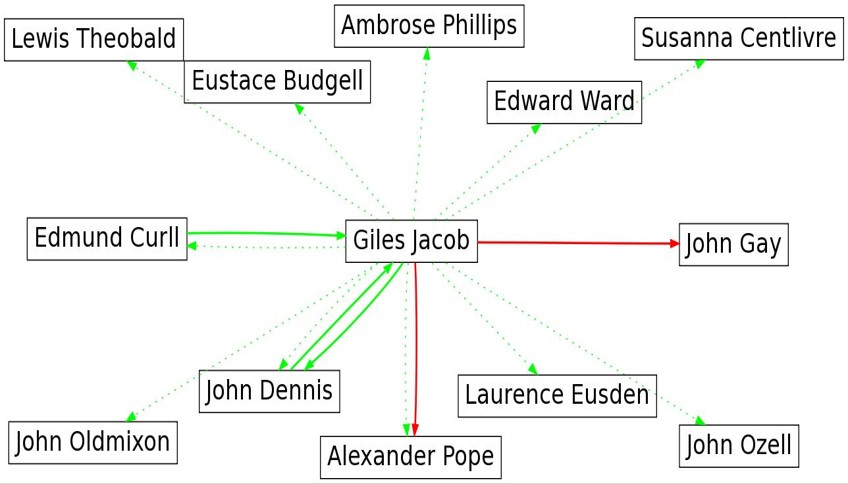 Ambrose Phillips
Lewis Theobald
Susanna Centlivre
Eustace Budgell
Edward Ward
Edmund Curll
Giles Jacob
John Gay
John Dennis
Laurence Eusden
John Oldmixon
Alexander Pope
John Ozell